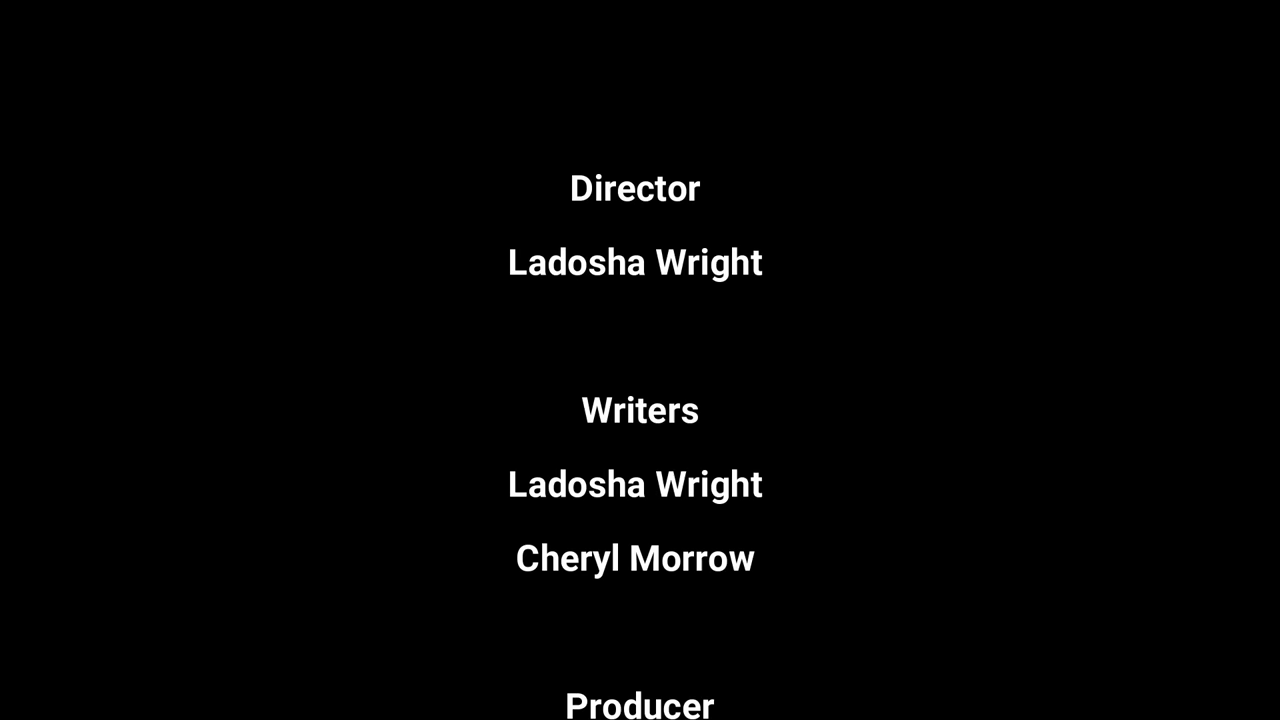 Director
Ladosha Wright
Writers
Ladosha Wright
Cheryl Morrow
Producer